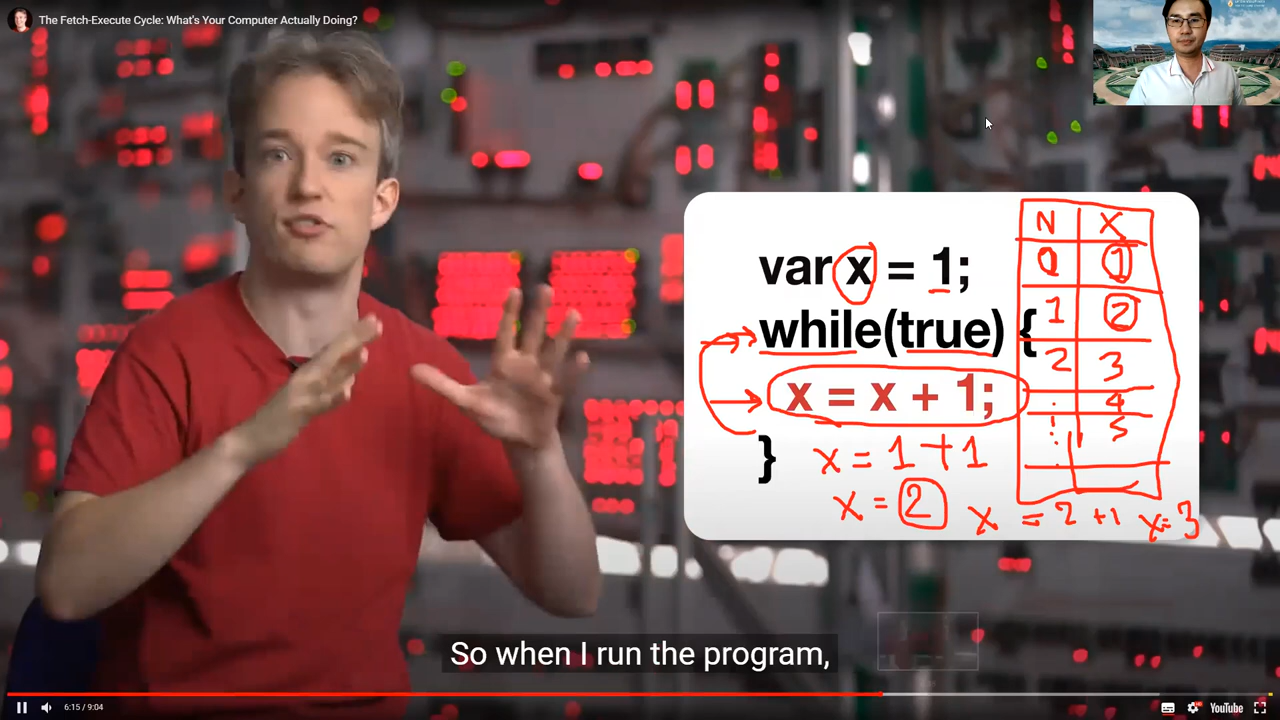 The Fetch-Execute Cycle: What's Your Computer Actually Doing?
var x = 1;
while(true) {
x = x + 1;
}
x = 1 + 1
x = 2
x = 2 + 1 x = 3
N X
0 1
1 2
2 3
: 4
: 5
So when I run the program,
6:15 / 9:04
YouTube